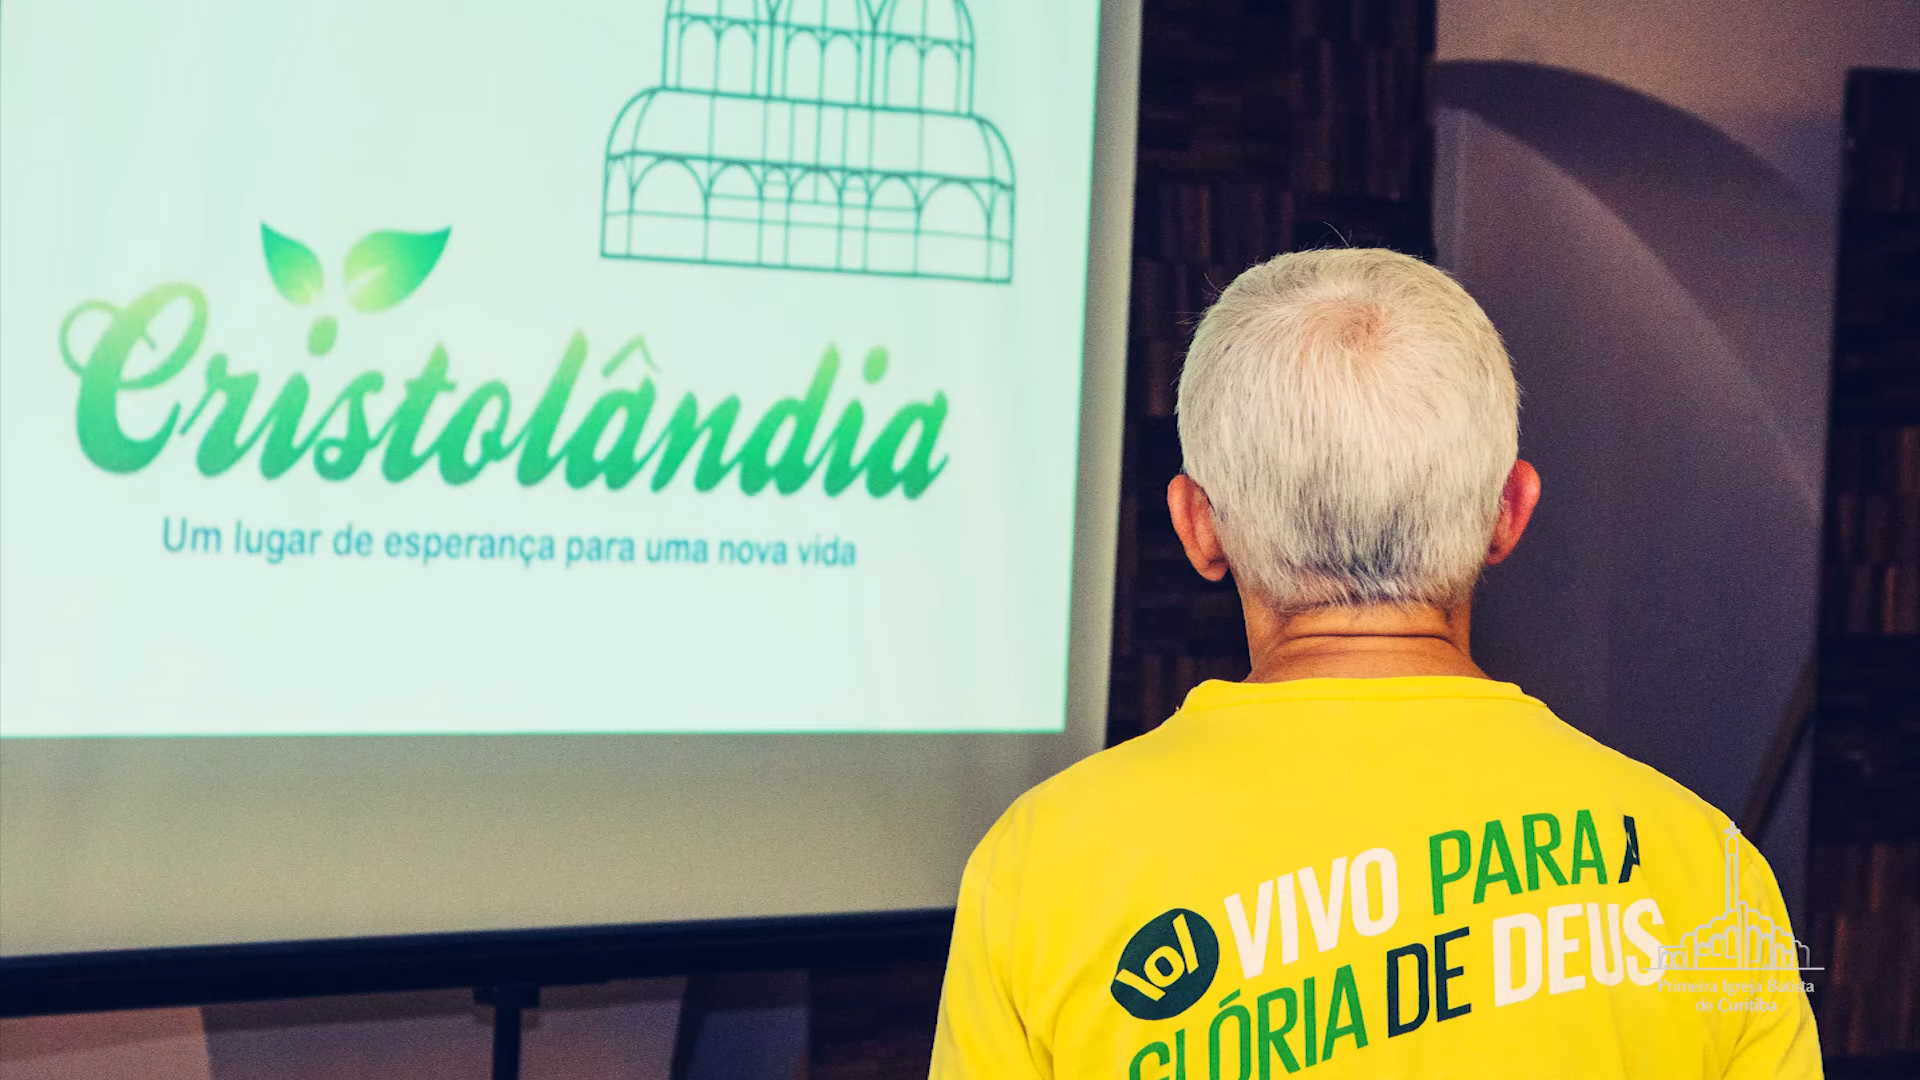 Cristolândia
Um lugar de esperança para uma nova vida
\o/ VIVO PARA A
GLÓRIA DE DEUS
Primeira Igreja Batista
de Curitiba